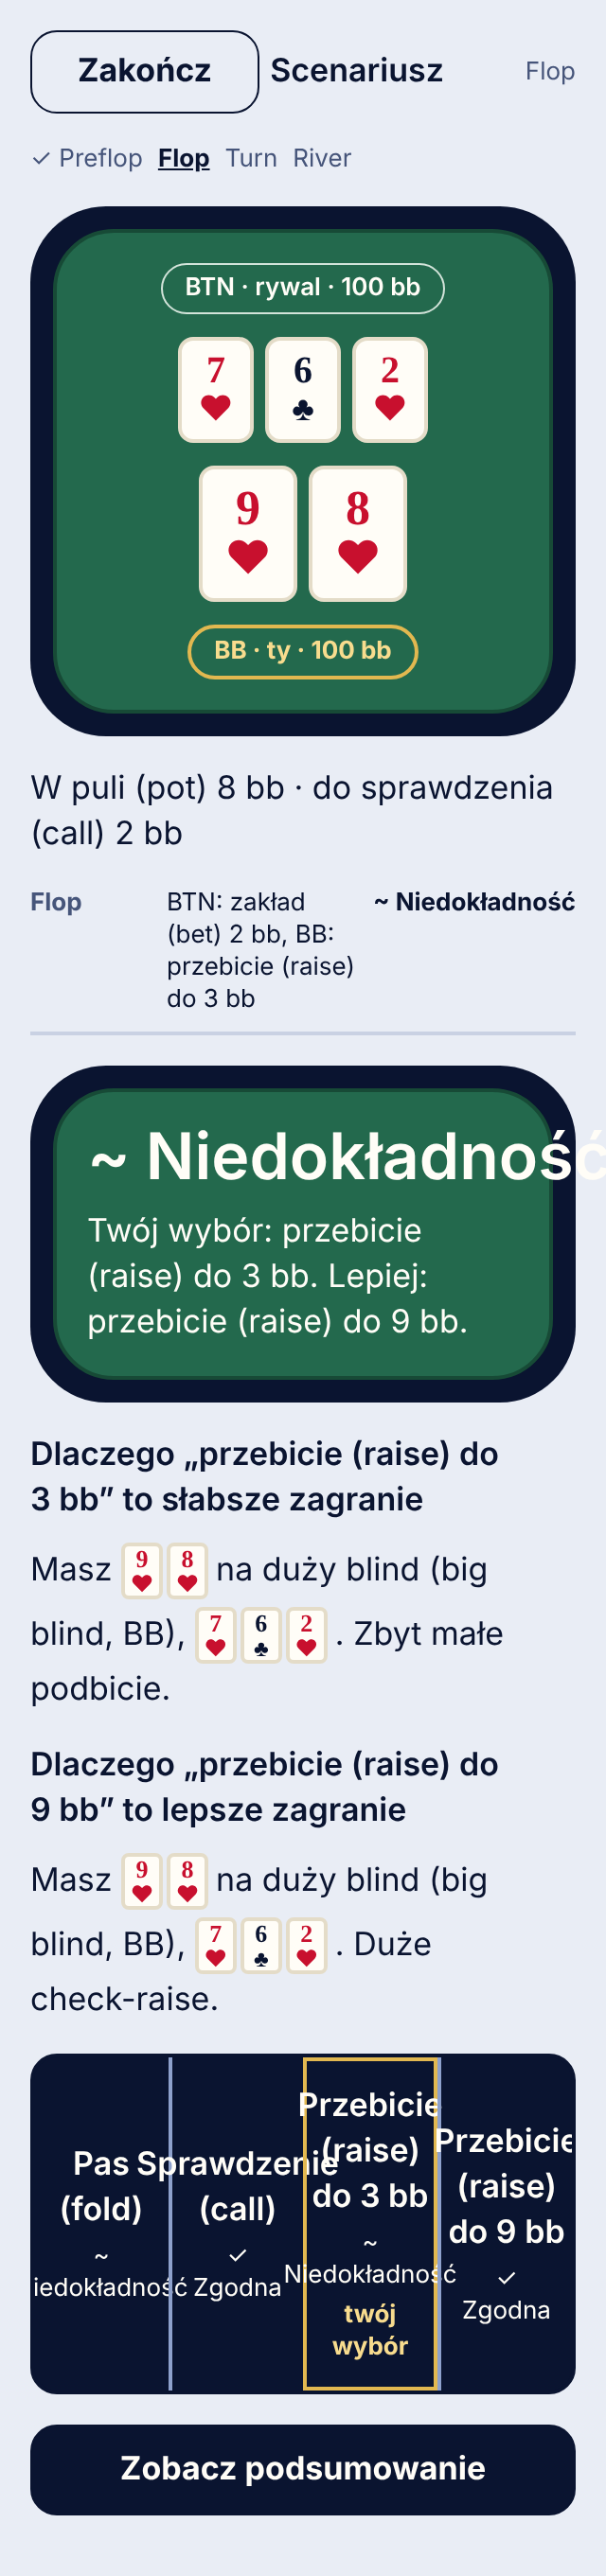 Zakończ Scenariusz Flop
✓ Preflop Flop Turn River
BTN · rywal · 100 bb
7♥ 6♣ 2♥
9♥ 8♥
BB · ty · 100 bb
W puli (pot) 8 bb · do sprawdzenia
(call) 2 bb
Flop BTN: zakład ~ Niedokładność
(bet) 2 bb, BB:
przebicie (raise)
do 3 bb
~ Niedokładność
Twój wybór: przebicie
(raise) do 3 bb. Lepiej:
przebicie (raise) do 9 bb.
Dlaczego „przebicie (raise) do
3 bb” to słabsze zagranie
Masz 9♥ 8♥ na duży blind (big
blind, BB), 7♥ 6♣ 2♥ . Zbyt małe
podbicie.
Dlaczego „przebicie (raise) do
9 bb” to lepsze zagranie
Masz 9♥ 8♥ na duży blind (big
blind, BB), 7♥ 6♣ 2♥ . Duże
check-raise.
Pas
(fold)
~
iedokładność
Sprawdzenie
(call)
✓
Zgodna
Przebicie
(raise)
do 3 bb
~
Niedokładność
twój
wybór
Przebicie
(raise)
do 9 bb
✓
Zgodna
Zobacz podsumowanie